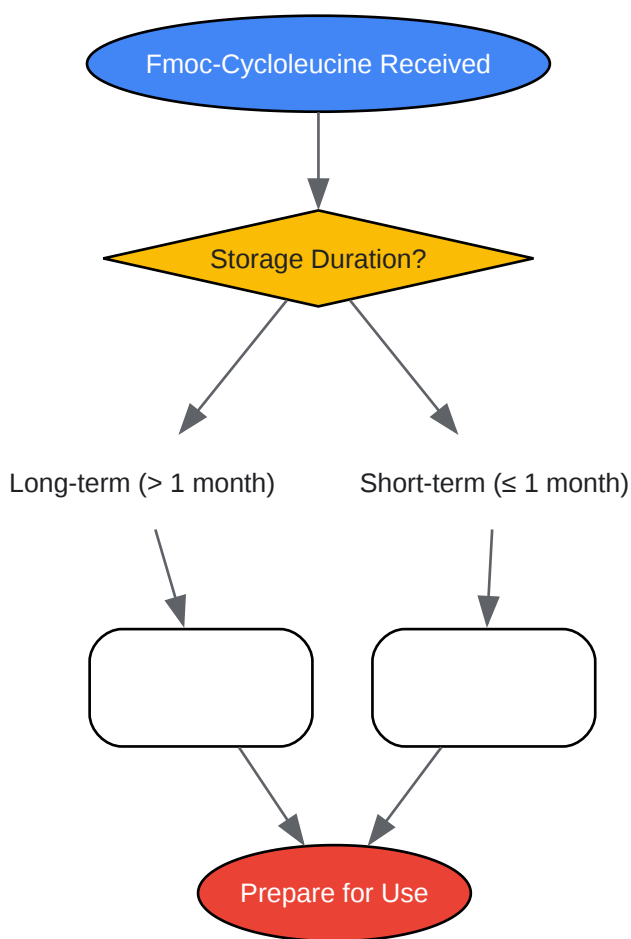 Fmoc-Cycloleucine Received
Storage Duration?
Long-term (> 1 month)
Short-term (≤ 1 month)
Prepare for Use